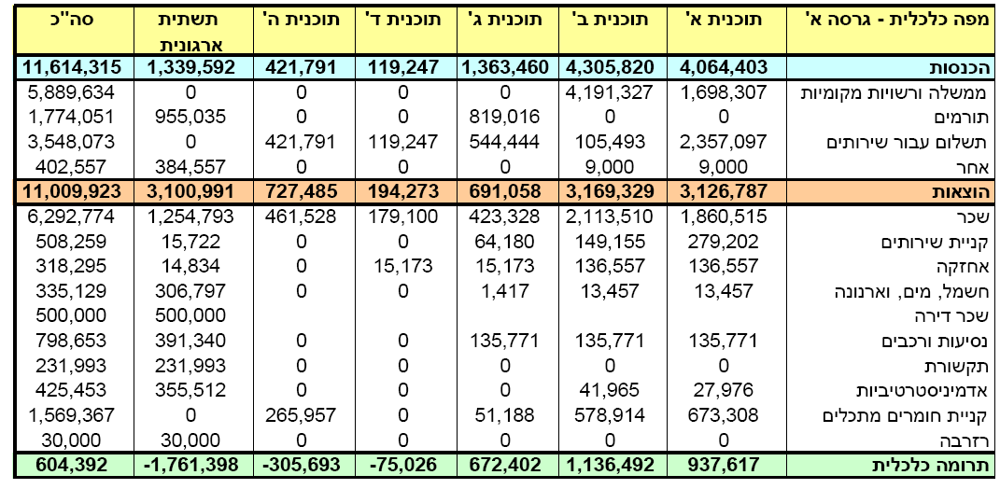 מפה כלכלית - גרסה א' תוכנית א' תוכנית ב' תוכנית ג' תוכנית ד' תוכנית ה' תשתית ארגונית סה"כ
הכנסות 4,064,403 4,305,820 1,363,460 119,247 421,791 1,339,592 11,614,315
ממשלה ורשויות מקומיות 1,698,307 4,191,327 0 0 0 0 5,889,634
תורמים 0 0 819,016 0 0 955,035 1,774,051
תשלום עבור שירותים 2,357,097 105,493 544,444 119,247 421,791 0 3,548,073
אחר 9,000 9,000 0 0 0 384,557 402,557
הוצאות 3,126,787 3,169,329 691,058 194,273 727,485 3,100,991 11,009,923
שכר 1,860,515 2,113,510 423,328 179,100 461,528 1,254,793 6,292,774
קניית שירותים 279,202 149,155 64,180 0 0 15,722 508,259
אחזקה 136,557 136,557 15,173 15,173 0 14,834 318,295
חשמל, מים, וארנונה 13,457 13,457 1,417 0 0 306,797 335,129
שכר דירה 500,000 500,000
נסיעות ורכבים 135,771 135,771 135,771 0 0 391,340 798,653
תקשורת 0 0 0 0 0 231,993 231,993
אדמיניסטרטיביות 27,976 41,965 0 0 0 355,512 425,453
קניית חומרים מתכלים 673,308 578,914 51,188 0 265,957 0 1,569,367
רזרבה 0 0 0 0 0 30,000 30,000
תרומה כלכלית 937,617 1,136,492 672,402 -75,026 -305,693 -1,761,398 604,392